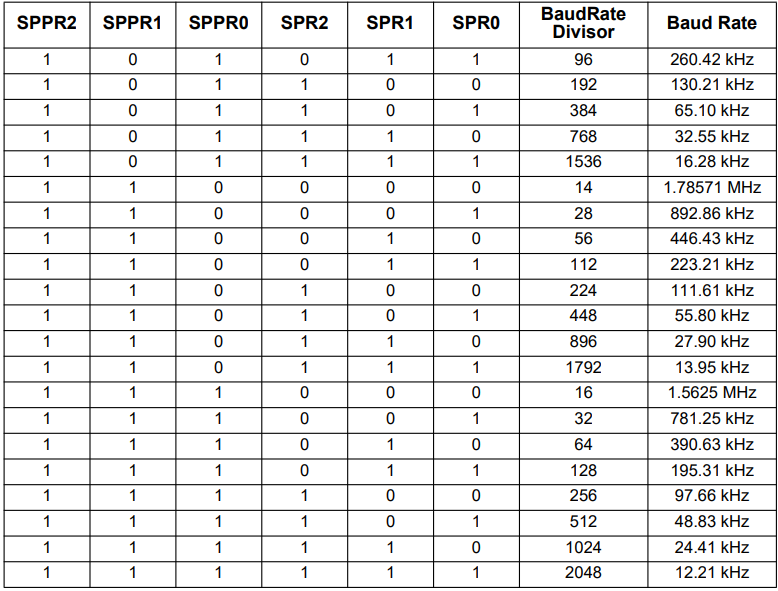 SPPR2 SPPR1 SPPR0 SPR2 SPR1 SPR0 BaudRate Divisor Baud Rate
1 0 1 0 1 1 96 260.42 kHz
1 0 1 1 0 0 192 130.21 kHz
1 0 1 1 0 1 384 65.10 kHz
1 0 1 1 1 0 768 32.55 kHz
1 0 1 1 1 1 1536 16.28 kHz
1 1 0 0 0 0 14 1.78571 MHz
1 1 0 0 0 1 28 892.86 kHz
1 1 0 0 1 0 56 446.43 kHz
1 1 0 0 1 1 112 223.21 kHz
1 1 0 1 0 0 224 111.61 kHz
1 1 0 1 0 1 448 55.80 kHz
1 1 0 1 1 0 896 27.90 kHz
1 1 0 1 1 1 1792 13.95 kHz
1 1 1 0 0 0 16 1.5625 MHz
1 1 1 0 0 1 32 781.25 kHz
1 1 1 0 1 0 64 390.63 kHz
1 1 1 0 1 1 128 195.31 kHz
1 1 1 1 0 0 256 97.66 kHz
1 1 1 1 0 1 512 48.83 kHz
1 1 1 1 1 0 1024 24.41 kHz
1 1 1 1 1 1 2048 12.21 kHz